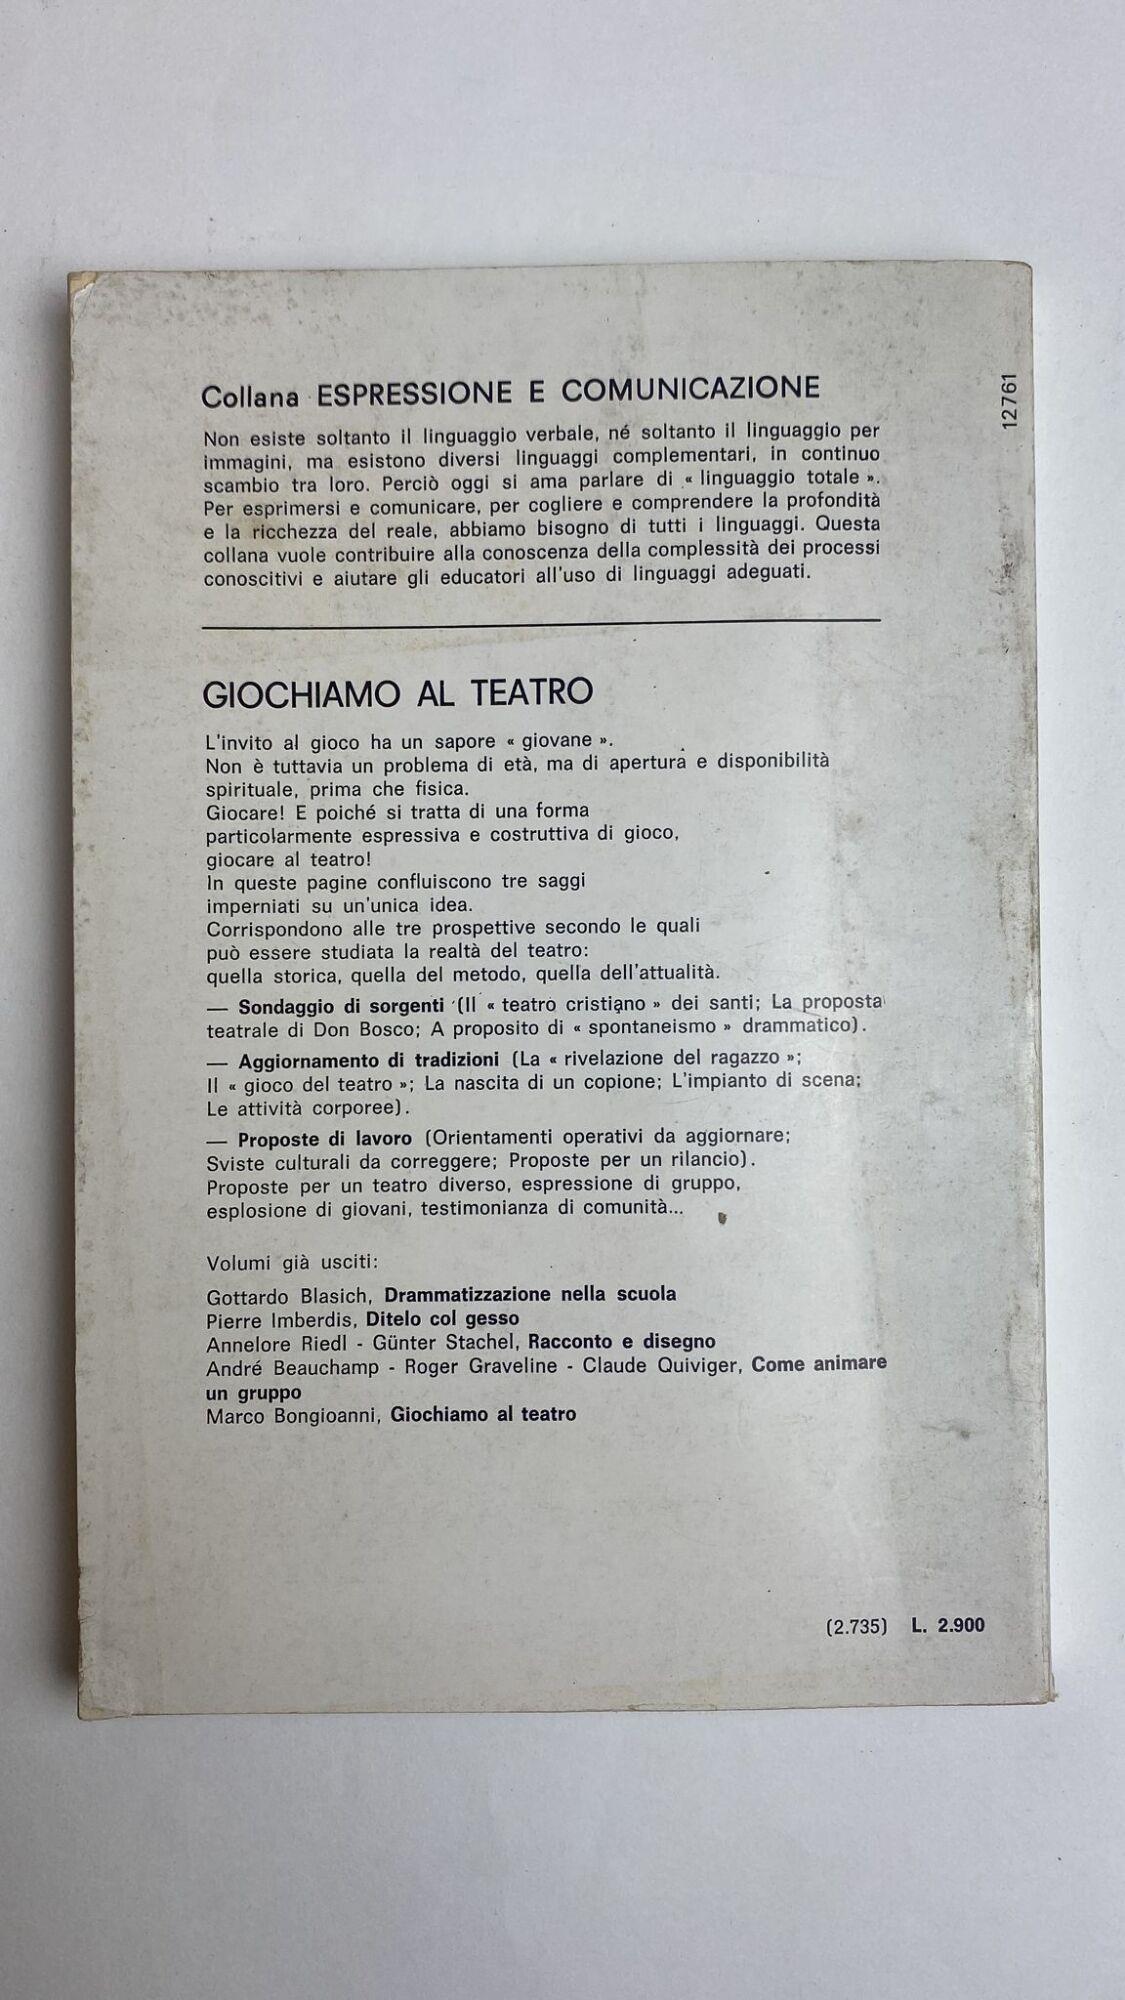 Collana ESPRESSIONE E COMUNICAZIONE
12761
Non esiste soltanto il linguaggio verbale, né soltanto il linguaggio per
immagini, ma esistono diversi linguaggi complementari, in continuo
scambio tra loro. Perciò oggi si ama parlare di « linguaggio totale ».
Per esprimersi e comunicare, per cogliere e comprendere la profondità
e la ricchezza del reale, abbiamo bisogno di tutti i linguaggi. Questa
collana vuole contribuire alla conoscenza della complessità dei processi
conoscitivi e aiutare gli educatori all'uso di linguaggi adeguati.
GIOCHIAMO AL TEATRO
L'invito al gioco ha un sapore « giovane ».
Non è tuttavia un problema di età, ma di apertura e disponibilità
spirituale, prima che fisica.
Giocare! E poiché si tratta di una forma
particolarmente espressiva e costruttiva di gioco,
giocare al teatro!
In queste pagine confluiscono tre saggi
imperniati su un'unica idea.
Corrispondono alle tre prospettive secondo le quali
può essere studiata la realtà del teatro:
quella storica, quella del metodo, quella dell'attualità.
— Sondaggio di sorgenti (Il « teatro cristiano » dei santi; La proposta
teatrale di Don Bosco; A proposito di « spontaneismo » drammatico).
— Aggiornamento di tradizioni (La « rivelazione del ragazzo »;
Il « gioco del teatro »; La nascita di un copione; L'impianto di scena;
Le attività corporee).
— Proposte di lavoro (Orientamenti operativi da aggiornare;
Sviste culturali da correggere; Proposte per un rilancio).
Proposte per un teatro diverso, espressione di gruppo,
esplosione di giovani, testimonianza di comunità...
Volumi già usciti:
Gottardo Blasich, Drammatizzazione nella scuola
Pierre Imberdis, Ditelo col gesso
Annelore Riedl - Günter Stachel, Racconto e disegno
André Beauchamp - Roger Graveline - Claude Quiviger, Come animare
un gruppo
Marco Bongioanni, Giochiamo al teatro
(2.735) L. 2.900